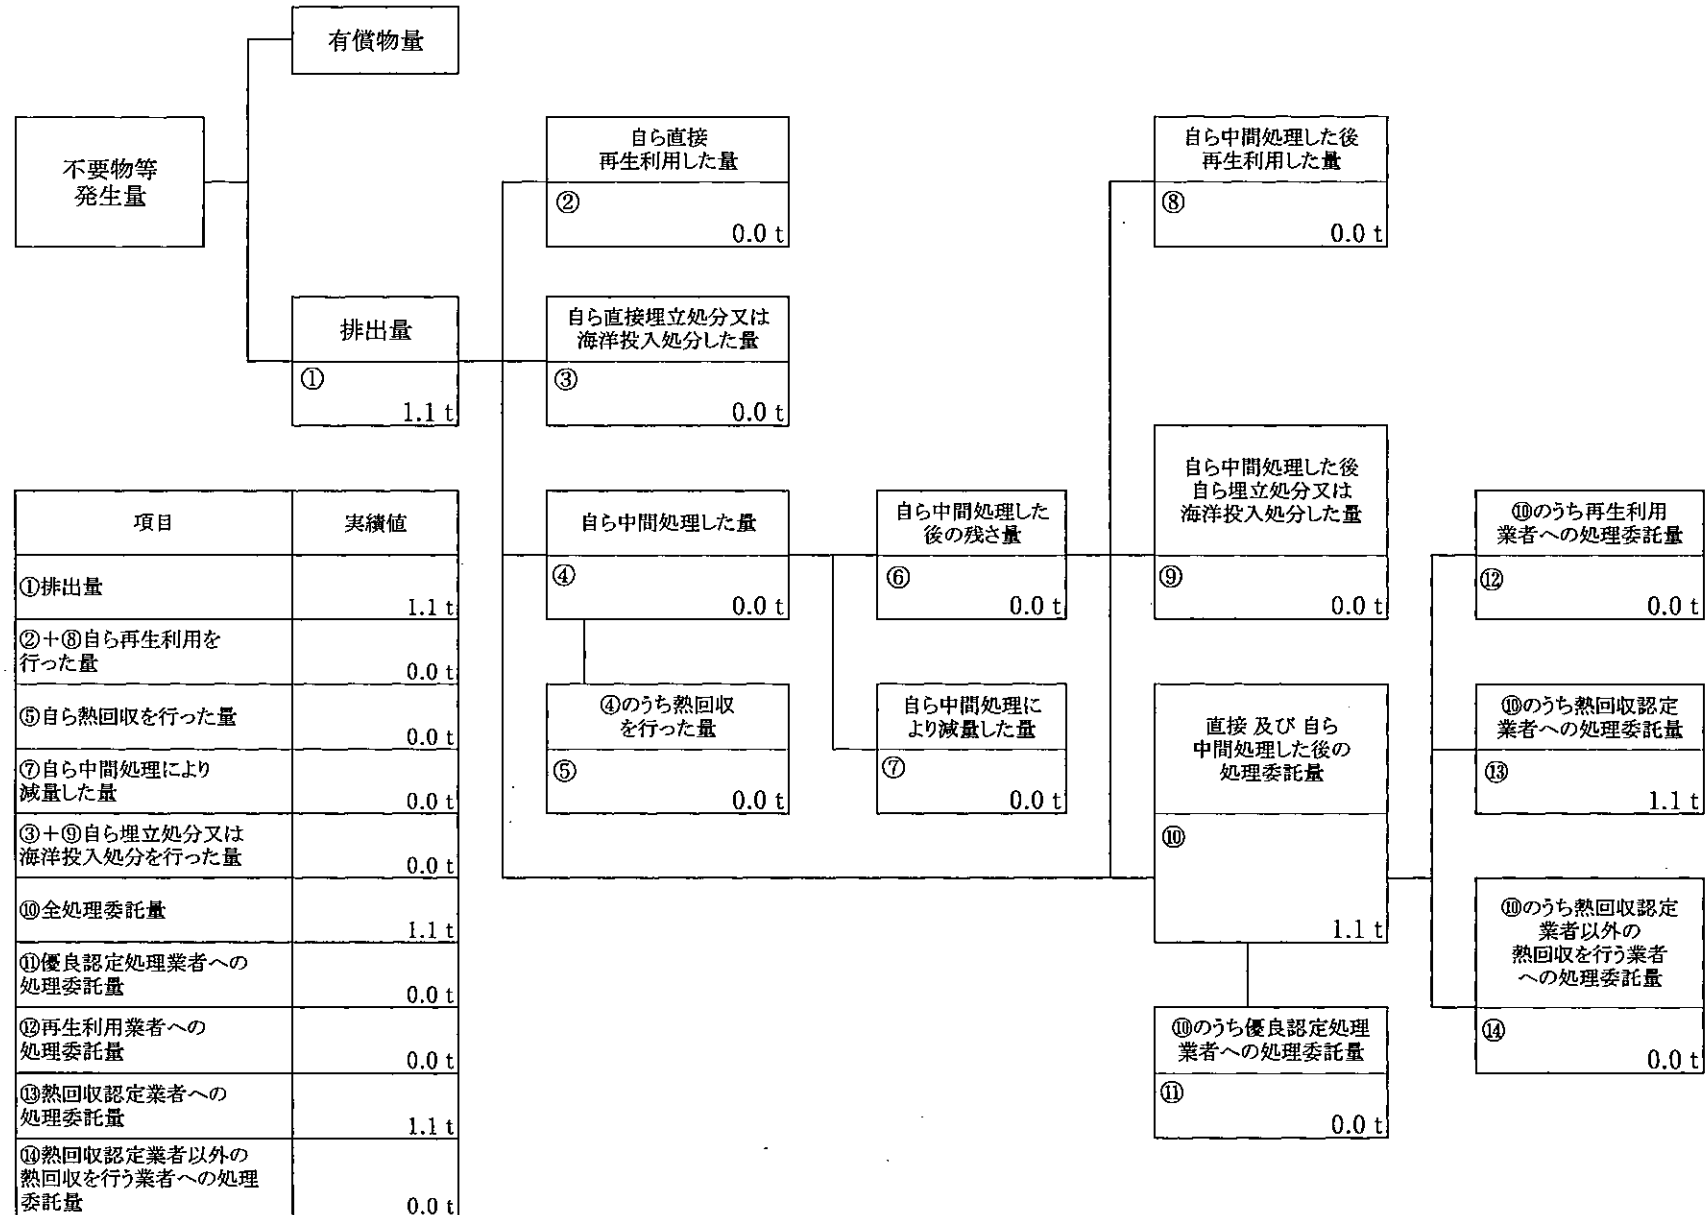 有償物量
不要物等
発生量
自ら直接
再生利用した量
②
0.0 t
自ら中間処理した後
再生利用した量
⑧
0.0 t
排出量
①
1.1 t
自ら直接埋立処分又は
海洋投入処分した量
③
0.0 t
自ら中間処理した量
④
0.0 t
自ら中間処理した
後の残さ量
⑥
0.0 t
自ら中間処理した後
自ら埋立処分又は
海洋投入処分した量
⑨
0.0 t
⑩のうち再生利用
業者への処理委託量
⑫
0.0 t
④のうち熱回収
を行った量
⑤
0.0 t
自ら中間処理に
より減量した量
⑦
0.0 t
直接 及び 自ら
中間処理した後の
処理委託量
⑩
1.1 t
⑩のうち熱回収認定
業者への処理委託量
⑬
1.1 t
⑩のうち熱回収認定
業者以外の
熱回収を行う業者
への処理委託量
⑭
0.0 t
⑩のうち優良認定処理
業者への処理委託量
⑪
0.0 t
項目 実績値
①排出量
1.1 t
②+⑧自ら再生利用を
行った量
0.0 t
⑤自ら熱回収を行った量
0.0 t
⑦自ら中間処理により
減量した量
0.0 t
③+⑨自ら埋立処分又は
海洋投入処分を行った量
0.0 t
⑩全処理委託量
1.1 t
⑪優良認定処理業者への
処理委託量
0.0 t
⑫再生利用業者への
処理委託量
0.0 t
⑬熱回収認定業者への
処理委託量
1.1 t
⑭熱回収認定業者以外の
熱回収を行う業者への処理
委託量
0.0 t